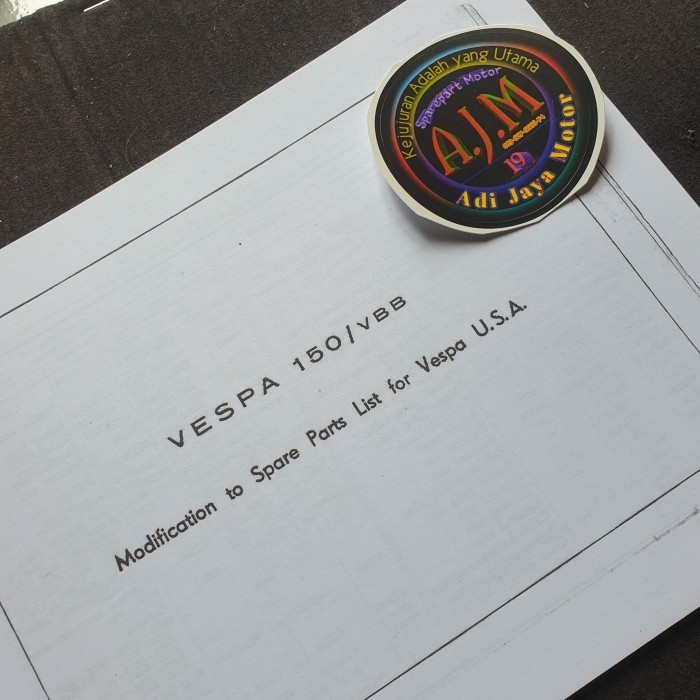 Kejujuran Adalah yang Utama
Sparepart Motor
A.J.M
19
Adi Jaya Motor
VESPA 150/VBB
Modification to Spare Parts List for Vespa U.S.A.